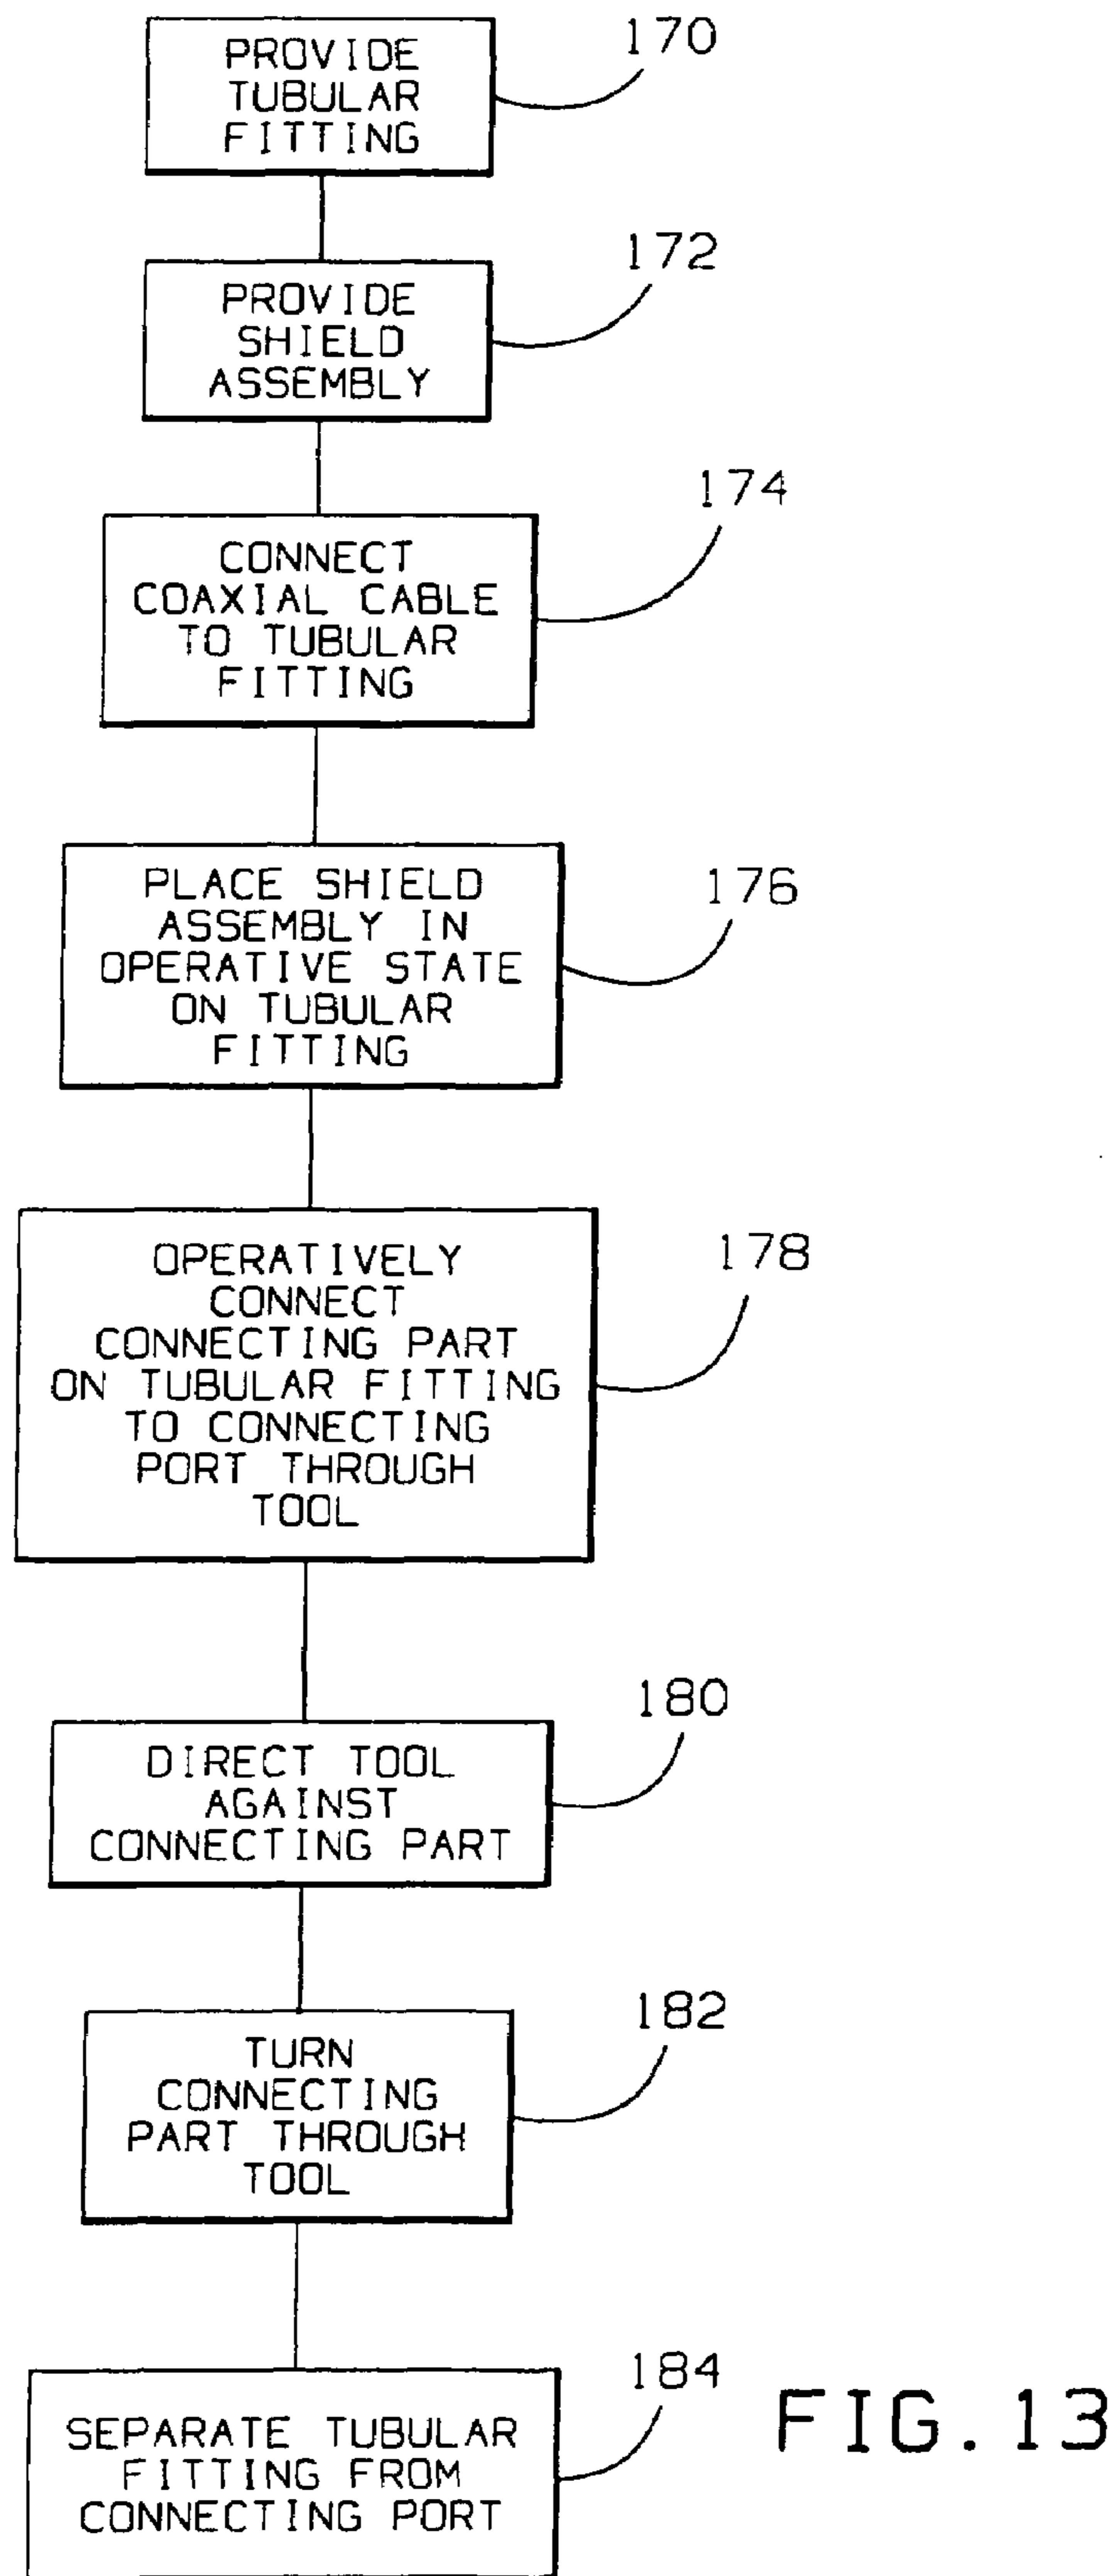 PROVIDE
TUBULAR
FITTING
170
PROVIDE
SHIELD
ASSEMBLY
172
CONNECT
COAXIAL CABLE
TO TUBULAR
FITTING
174
PLACE SHIELD
ASSEMBLY IN
OPERATIVE STATE
ON TUBULAR
FITTING
176
OPERATIVELY
CONNECT
CONNECTING PART
ON TUBULAR FITTING
TO CONNECTING
PORT THROUGH
TOOL
178
DIRECT TOOL
AGAINST
CONNECTING PART
180
TURN
CONNECTING
PART THROUGH
TOOL
182
SEPARATE TUBULAR
FITTING FROM
CONNECTING PORT
184
FIG. 13